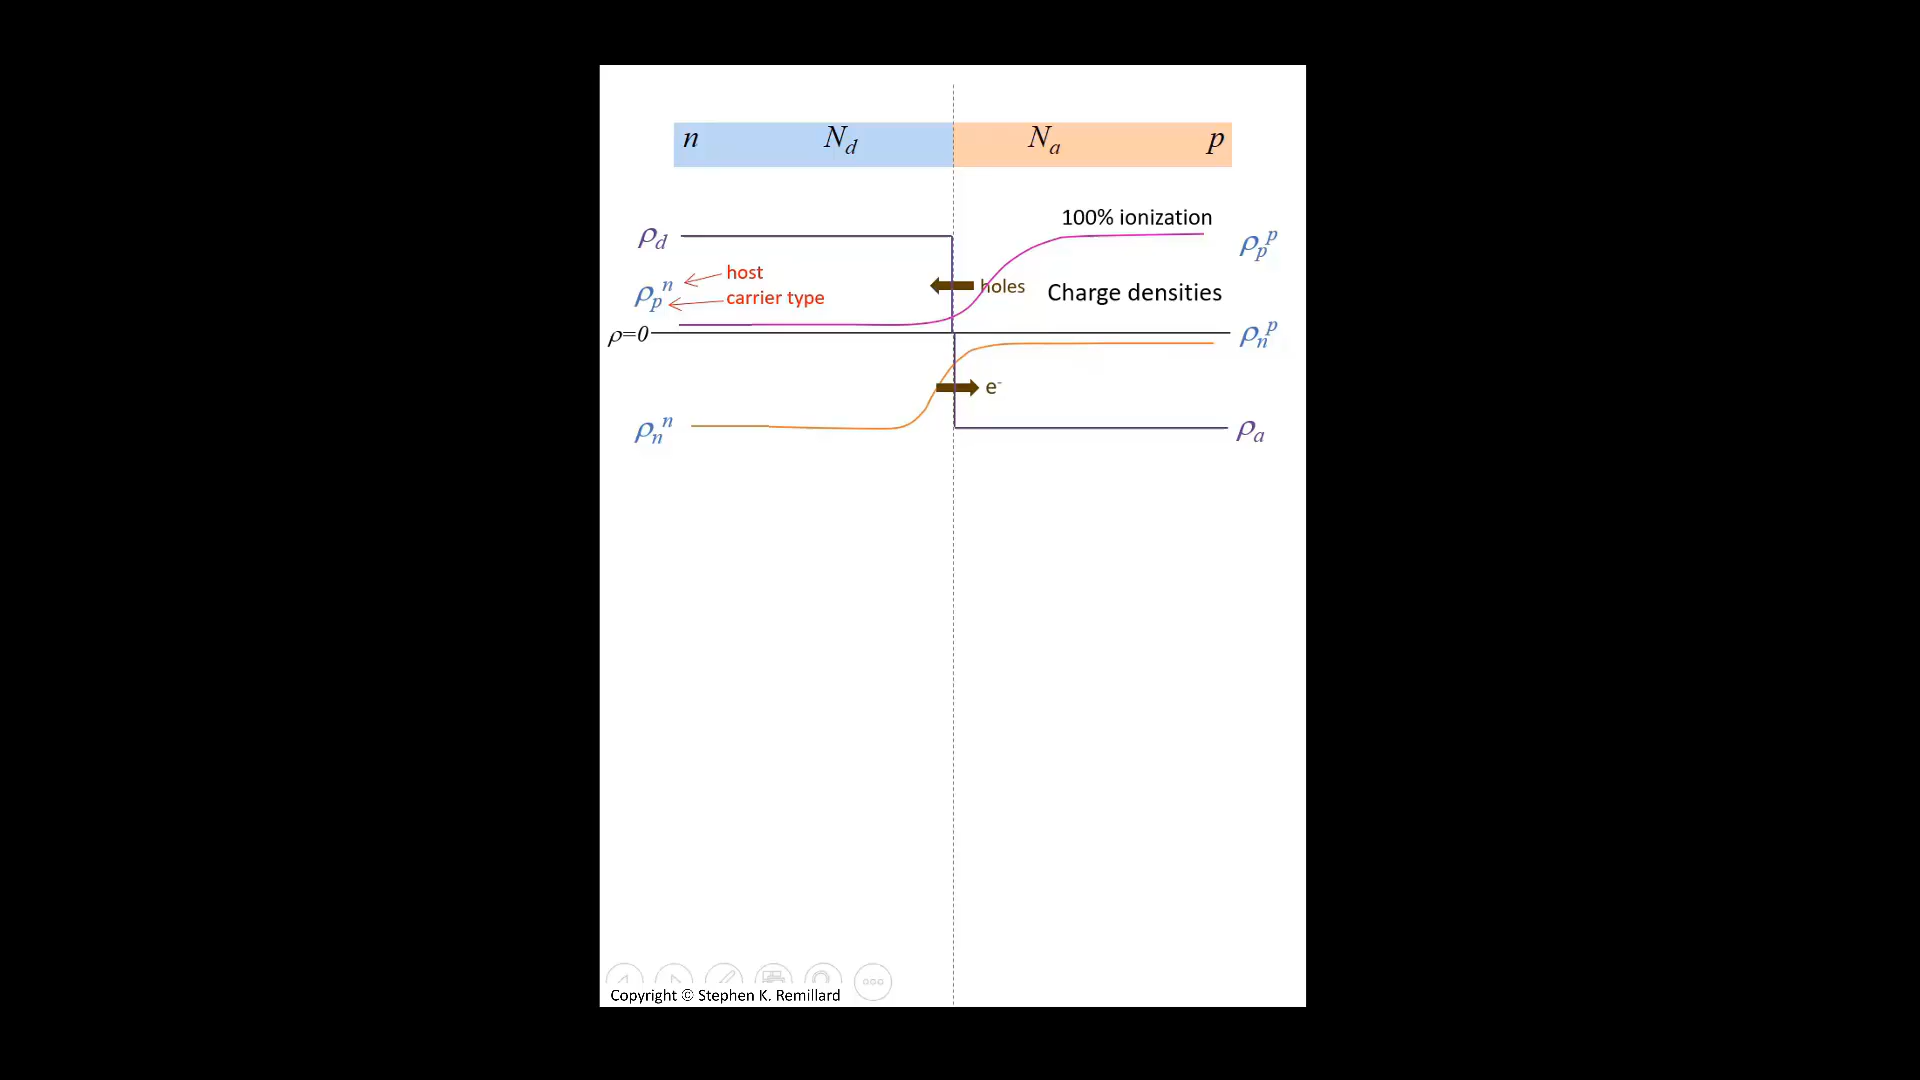 n N_d N_a p
100% ionization
ρ_d
ρ_p^p
host
ρ_p^n
carrier type
holes
Charge densities
ρ=0
ρ_n^p
e^-
ρ_n^n
ρ_a
Copyright © Stephen K. Remillard